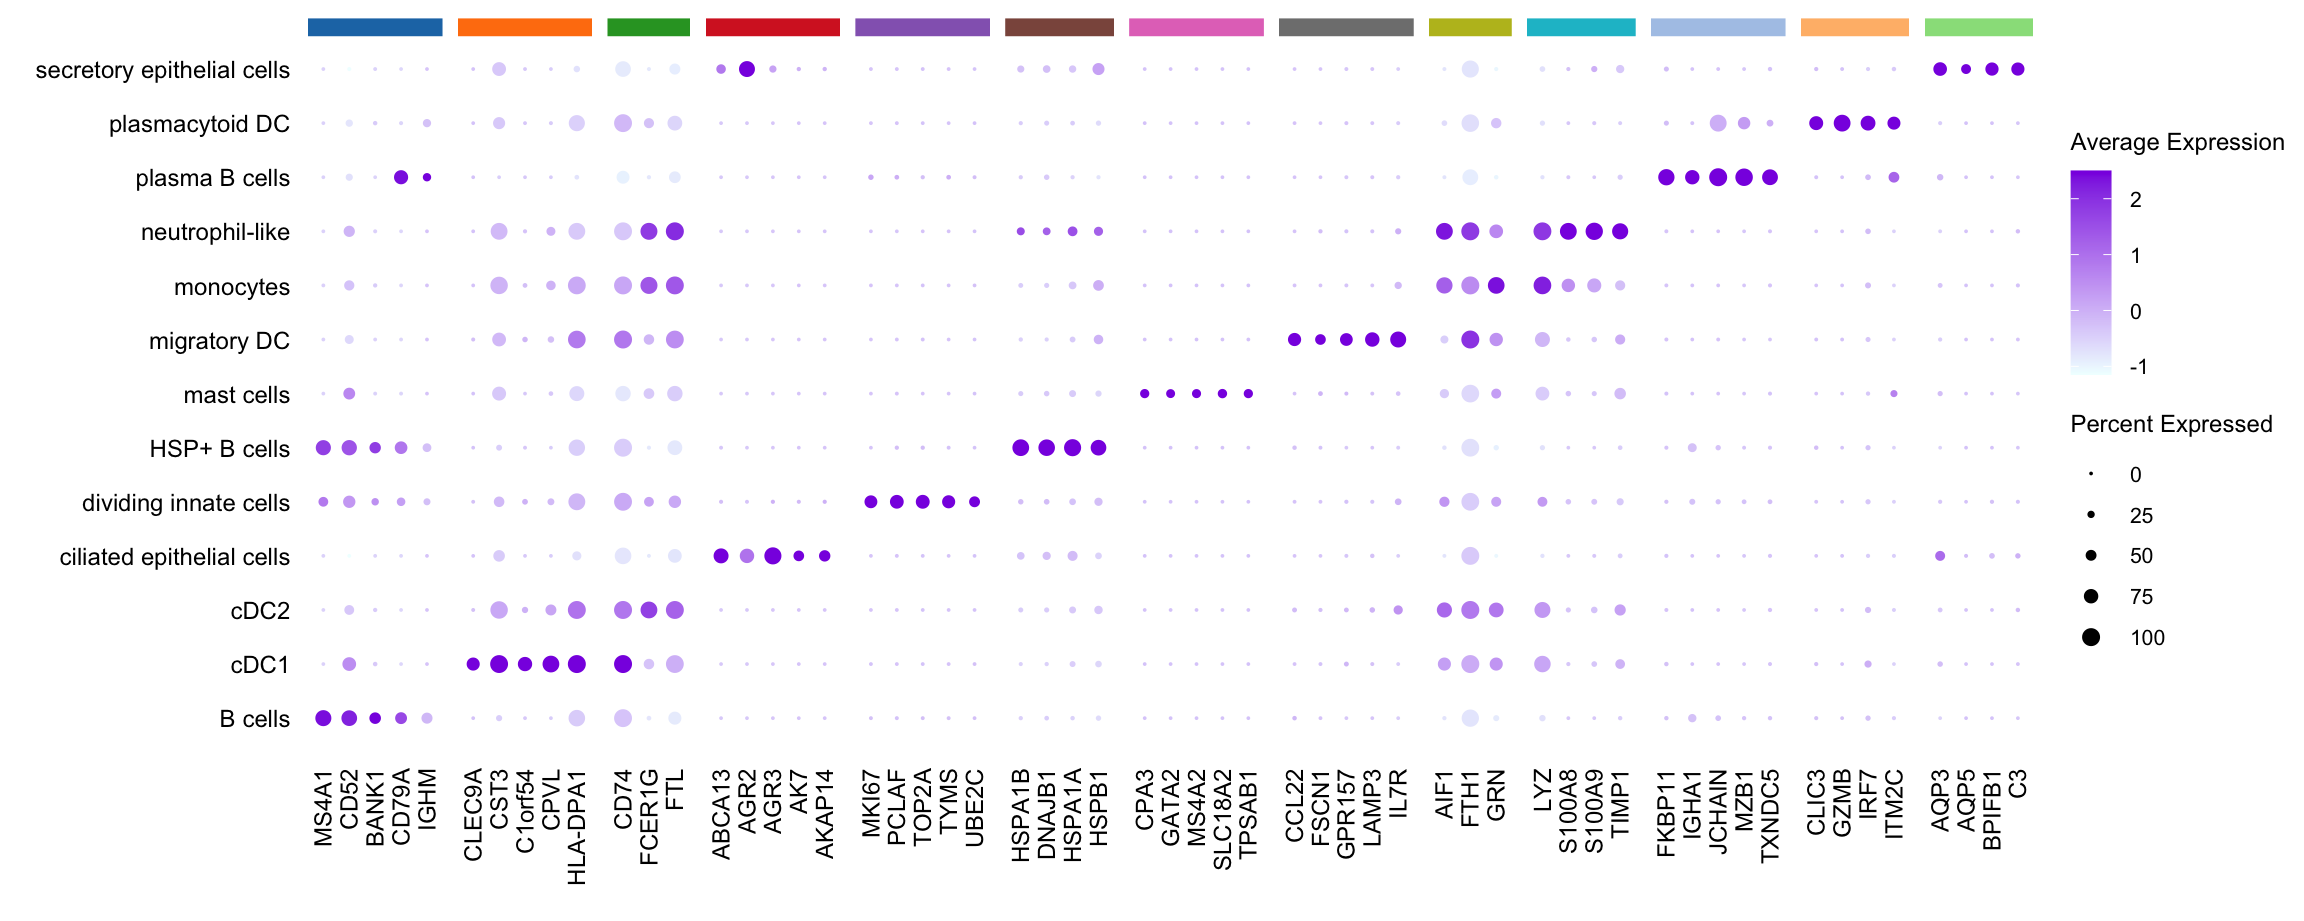 secretory epithelial cells
plasmacytoid DC
plasma B cells
neutrophil-like
monocytes
migratory DC
mast cells
HSP+ B cells
dividing innate cells
ciliated epithelial cells
cDC2
cDC1
B cells
MS4A1
CD52
BANK1
CD79A
IGHM
CLEC9A
CST3
C1orf54
CPVL
HLA-DPA1
CD74
FCER1G
FTL
ABCA13
AGR2
AGR3
AK7
AKAP14
MKI67
PCLAF
TOP2A
TYMS
UBE2C
HSPA1B
DNAJB1
HSPA1A
HSPB1
CPA3
GATA2
MS4A2
SLC18A2
TPSAB1
CCL22
FSCN1
GPR157
LAMP3
IL7R
AIF1
FTH1
GRN
LYZ
S100A8
S100A9
TIMP1
FKBP11
IGHA1
JCHAIN
MZB1
TXNDC5
CLIC3
GZMB
IRF7
ITM2C
AQP3
AQP5
BPIFB1
C3
Average Expression
2
1
0
-1
Percent Expressed
0
25
50
75
100